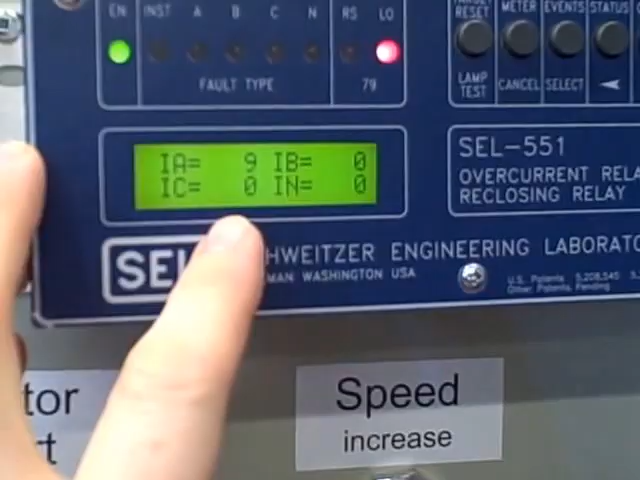 EN INST A B C N RS LO
FAULT TYPE 79
TARGET RESET METER EVENTS STATUS
LAMP TEST CANCEL SELECT
IA= 9 IB= 0
IC= 0 IN= 0
SEL-551
OVERCURRENT RELA
RECLOSING RELAY
SEL HWEITZER ENGINEERING LABORATO
MAN WASHINGTON USA
U.S. Patents 5,208,545
Other Patents Pending
tor
rt
Speed
increase